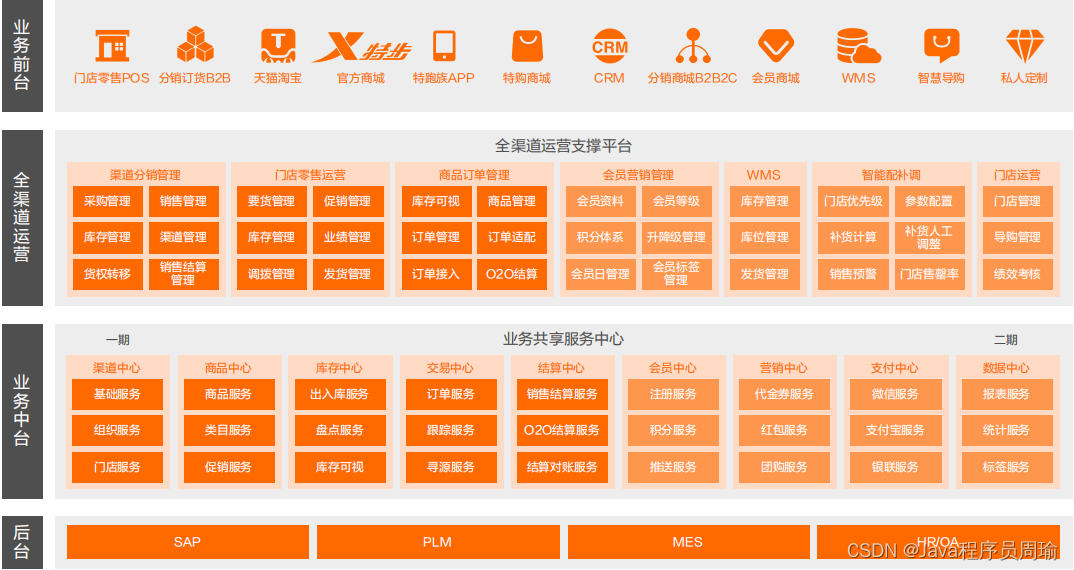 业务前台
T
特步
CRM
门店零售POS 分销订货B2B 天猫淘宝 官方商城 特跑族APP 特购商城 CRM 分销商城B2B2C 会员商城 WMS 智慧导购 私人定制
全渠道运营
全渠道运营支撑平台
渠道分销管理 门店零售运营 商品订单管理 会员营销管理 WMS 智能配补调 门店运营
采购管理 销售管理 要货管理 促销管理 库存可视 商品管理 会员资料 会员等级 库存管理 门店优先级 参数配置 门店管理
库存管理 渠道管理 库存管理 业绩管理 订单管理 订单适配 积分体系 升降级管理 库位管理 补货计算 补货人工调整 导购管理
货权转移 销售结算管理 调拨管理 发货管理 订单接入 O2O结算 会员日管理 会员标签管理 发货管理 销售预警 门店售罄率 绩效考核
业务中台
一期 业务共享服务中心 二期
渠道中心 商品中心 库存中心 交易中心 结算中心 会员中心 营销中心 支付中心 数据中心
基础服务 商品服务 出入库服务 订单服务 销售结算服务 注册服务 代金券服务 微信服务 报表服务
组织服务 类目服务 盘点服务 跟踪服务 O2O结算服务 积分服务 红包服务 支付宝服务 统计服务
门店服务 促销服务 库存可视 寻源服务 结算对账服务 推送服务 团购服务 银联服务 标签服务
后台
SAP PLM MES HR/OA
CSDN @Java程序员周瑜